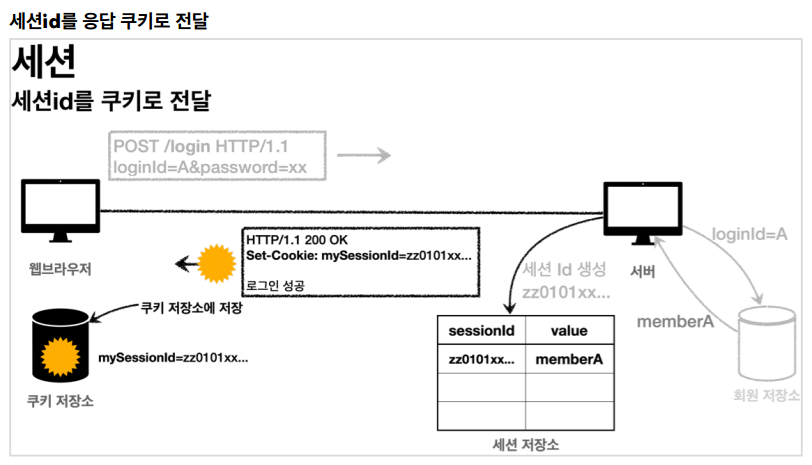 세션id를 응답 쿠키로 전달
세션
세션id를 쿠키로 전달
POST /login HTTP/1.1
loginId=A&password=xx
웹브라우저
HTTP/1.1 200 OK
Set-Cookie: mySessionId=zz0101xx...
로그인 성공
서버
loginId=A
세션 Id 생성
zz0101xx...
memberA
쿠키 저장소에 저장
mySessionId=zz0101xx...
쿠키 저장소
sessionId value
zz0101xx... memberA
세션 저장소
회원 저장소